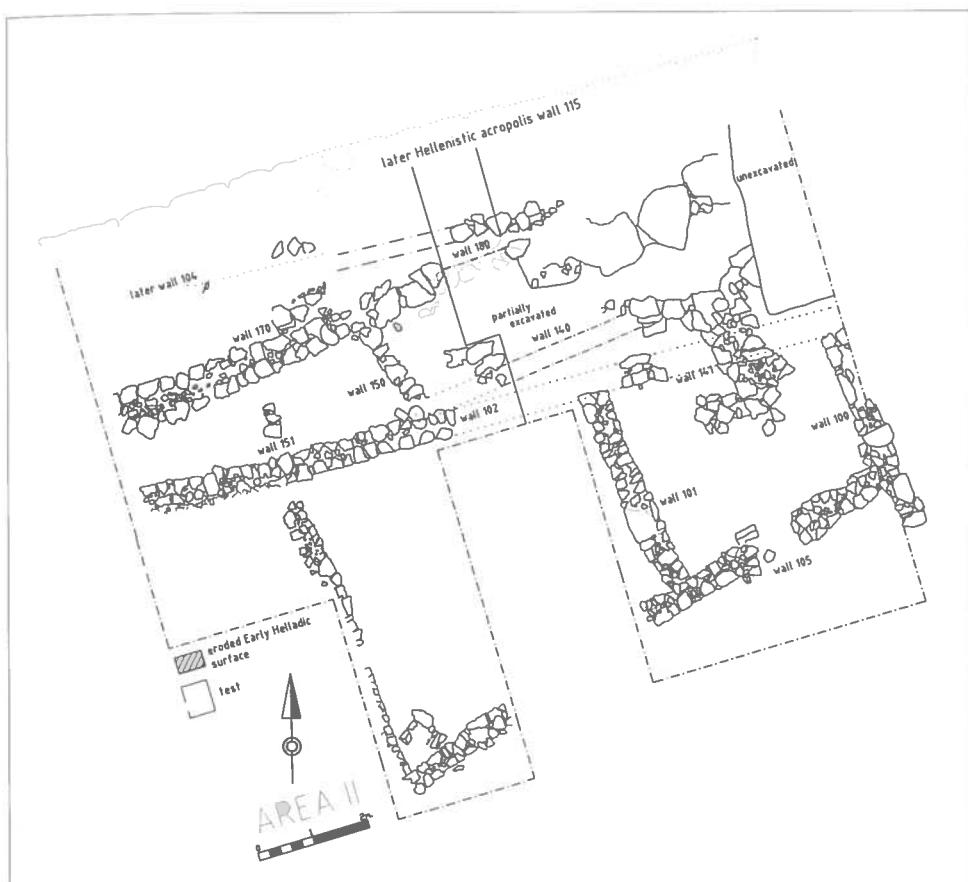 later Hellenistic acropolis wall 115
unexcavated
wall 180
later wall 104
partially
excavated
wall 170
wall 140
wall 150
wall 141
wall 102
wall 100
wall 151
wall 101
wall 105
eroded Early Helladic
surface
test
AREA II